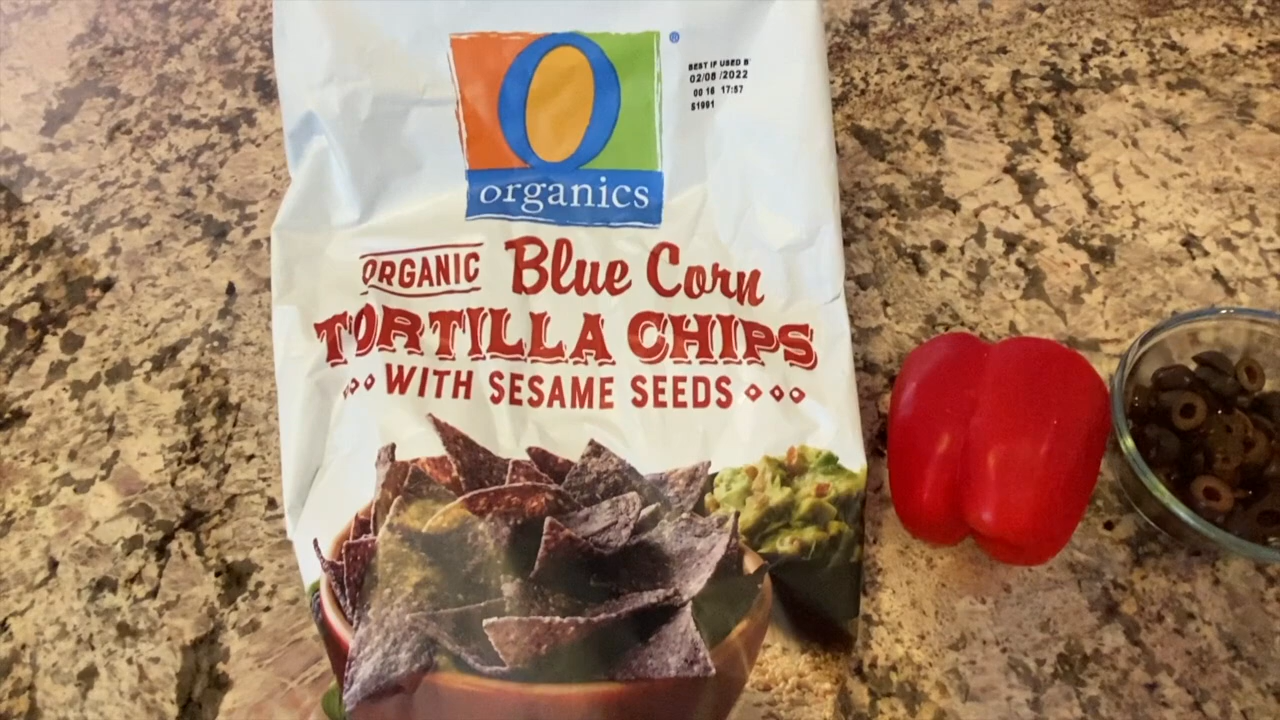 O
organics
®
BEST IF USED B
02/08/2022
00 16 17:57
S1991
ORGANIC Blue Corn
TORTILLA CHIPS
WITH SESAME SEEDS